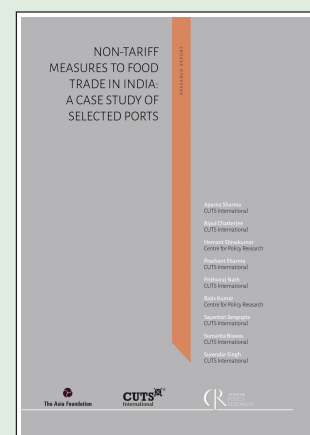 NON-TARIFF
MEASURES TO FOOD
TRADE IN INDIA:
A CASE STUDY OF
SELECTED PORTS
RESEARCH REPORT
Aparna Sharma
CUTS International
Bipul Chatterjee
CUTS International
Hemant Shivakumar
Centre for Policy Research
Prashant Sharma
CUTS International
Prithviraj Nath
CUTS International
Rajiv Kumar
Centre for Policy Research
Sayantan Sengupta
CUTS International
Sumanta Biswas
CUTS International
Surendar Singh
CUTS International
The Asia Foundation
CUTS
International
CPR
CENTRE FOR
POLICY
RESEARCH